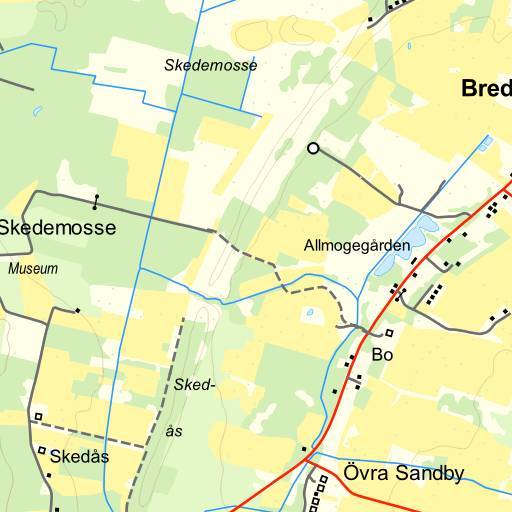 Skedemosse
Bred
Skedemosse
Allmogegården
Museum
Bo
Sked-
ås
Skedås
Övra Sandby